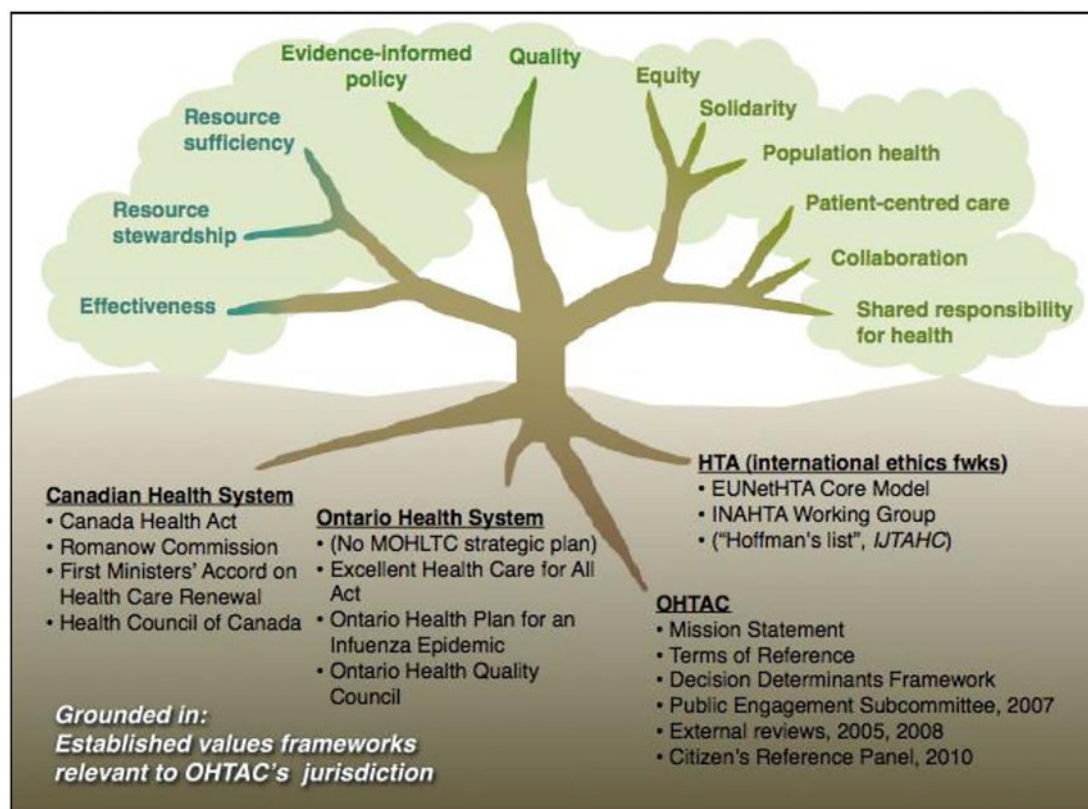 Evidence-informed
policy
Quality
Equity
Solidarity
Resource
sufficiency
Population health
Resource
stewardship
Patient-centred care
Collaboration
Effectiveness
Shared responsibility
for health
Canadian Health System
• Canada Health Act
• Romanow Commission
• First Ministers' Accord on
Health Care Renewal
• Health Council of Canada
Ontario Health System
• (No MOHLTC strategic plan)
• Excellent Health Care for All
Act
• Ontario Health Plan for an
Infuenza Epidemic
• Ontario Health Quality
Council
HTA (international ethics fwks)
• EUNetHTA Core Model
• INAHTA Working Group
• ("Hoffman's list", IJTAHC)
OHTAC
• Mission Statement
• Terms of Reference
• Decision Determinants Framework
• Public Engagement Subcommittee, 2007
• External reviews, 2005, 2008
• Citizen's Reference Panel, 2010
Grounded in:
Established values frameworks
relevant to OHTAC's jurisdiction